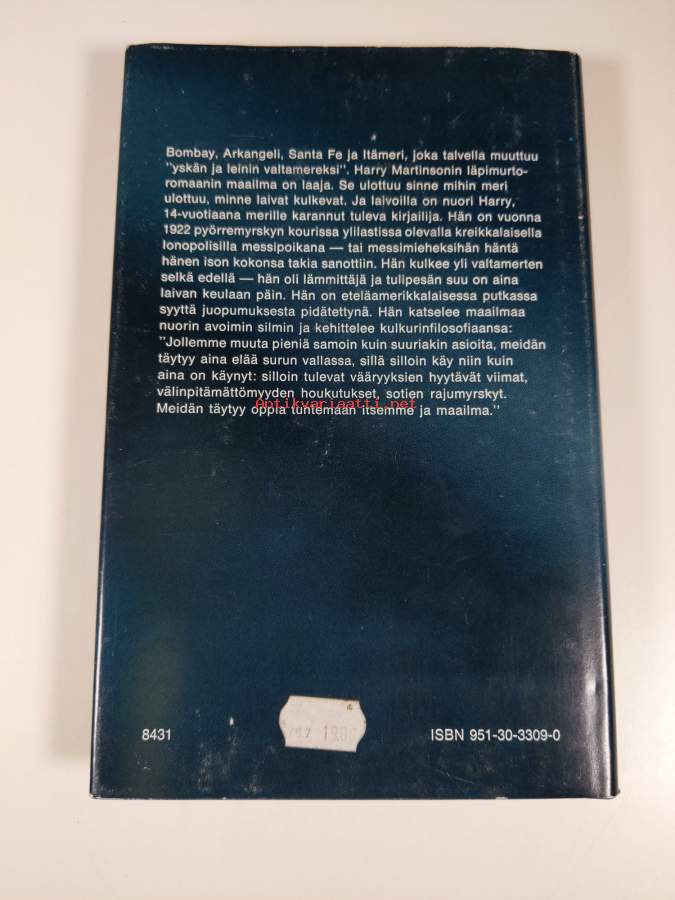 Bombay, Arkangeli, Santa Fe ja Itämeri, joka talvella muuttuu
"yskän ja leinin valtamereksi". Harry Martinsonin läpimurto-
romaanin maailma on laaja. Se ulottuu sinne mihin meri
ulottuu, minne laivat kulkevat. Ja laivoilla on nuori Harry,
14-vuotiaana merille karannut tuleva kirjailija. Hän on vuonna
1922 pyörremyrskyn kourissa ylilastissa olevalla kreikkalaisella
Ionopolisilla messipoikana — tai messimieheksihän häntä
hänen ison kokonsa takia sanottiin. Hän kulkee yli valtamerten
selkä edellä — hän oli lämmittäjä ja tulipesän suu on aina
laivan keulaan päin. Hän on eteläamerikkalaisessa putkassa
syyttä juopumuksesta pidätettynä. Hän katselee maailmaa
nuorin avoimin silmin ja kehittelee kulkurinfilosofiaansa:
"Jollemme muuta pieniä samoin kuin suuriakin asioita, meidän
täytyy aina elää surun vallassa, sillä silloin käy niin kuin
aina on käynyt: silloin tulevat vääryyksien hyytävät viimat,
välinpitämättömyyden houkutukset, sotien rajumyrskyt.
Meidän täytyy oppia tuntemaan itsemme ja maailma."
Antikvariaatti.net
8431
ISBN 951-30-3309-0